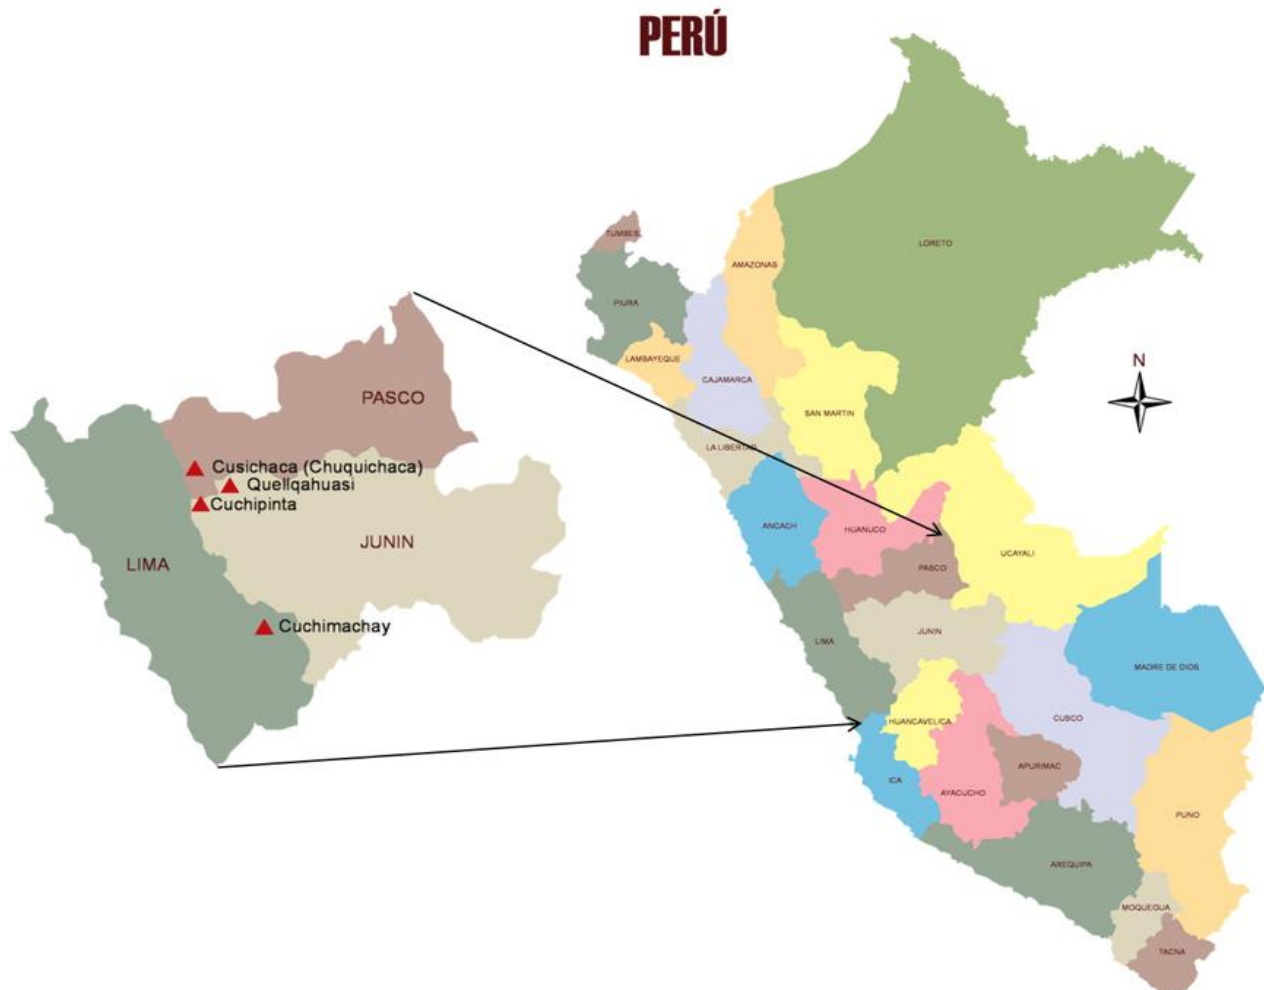 PERÚ
PASCO
Cusichaca (Chuquichaca)
Quellqahuasi
Cuchipinta
JUNIN
LIMA
Cuchimachay
TUMBES
PIURA
LAMBAYEQUE
AMAZONAS
LORETO
CAJAMARCA
SAN MARTIN
LA LIBERTAD
N
ANCACH
HUANUCO
UCAYALI
PASCO
LIMA
JUNIN
MADRE DE DIOS
HUANCAVELICA
CUSCO
ICA
AYACUCHO
APURIMAC
PUNO
AREQUIPA
MOQUEGUA
TACNA